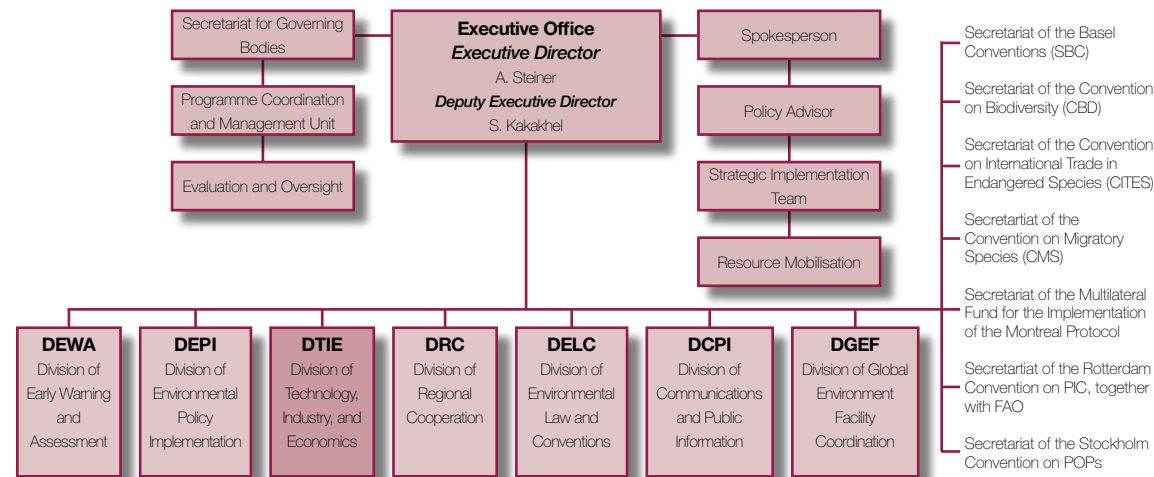 Secretariat for Governing
Bodies
Programme Coordination
and Management Unit
Evaluation and Oversight
Executive Office
Executive Director
A. Steiner
Deputy Executive Director
S. Kakakhel
Spokesperson
Policy Advisor
Strategic Implementation
Team
Resource Mobilisation
Secretariat of the Basel
Conventions (SBC)
Secretariat of the Convention
on Biodiversity (CBD)
Secretariat of the Convention
on International Trade in
Endangered Species (CITES)
Secretartiat of the
Convention on Migratory
Species (CMS)
Secretariat of the Multilateral
Fund for the Implementation
of the Montreal Protocol
Secretariat of the Rotterdam
Convention on PIC, together
with FAO
Secretariat of the Stockholm
Convention on POPs
DEWA
Division of
Early Warning
and
Assessment
DEPI
Division of
Environmental
Policy
Implementation
DTIE
Division of
Technology,
Industry, and
Economics
DRC
Division of
Regional
Cooperation
DELC
Division of
Environmental
Law and
Conventions
DCPI
Division of
Communications
and Public
Information
DGEF
Division of Global
Environment
Facility
Coordination